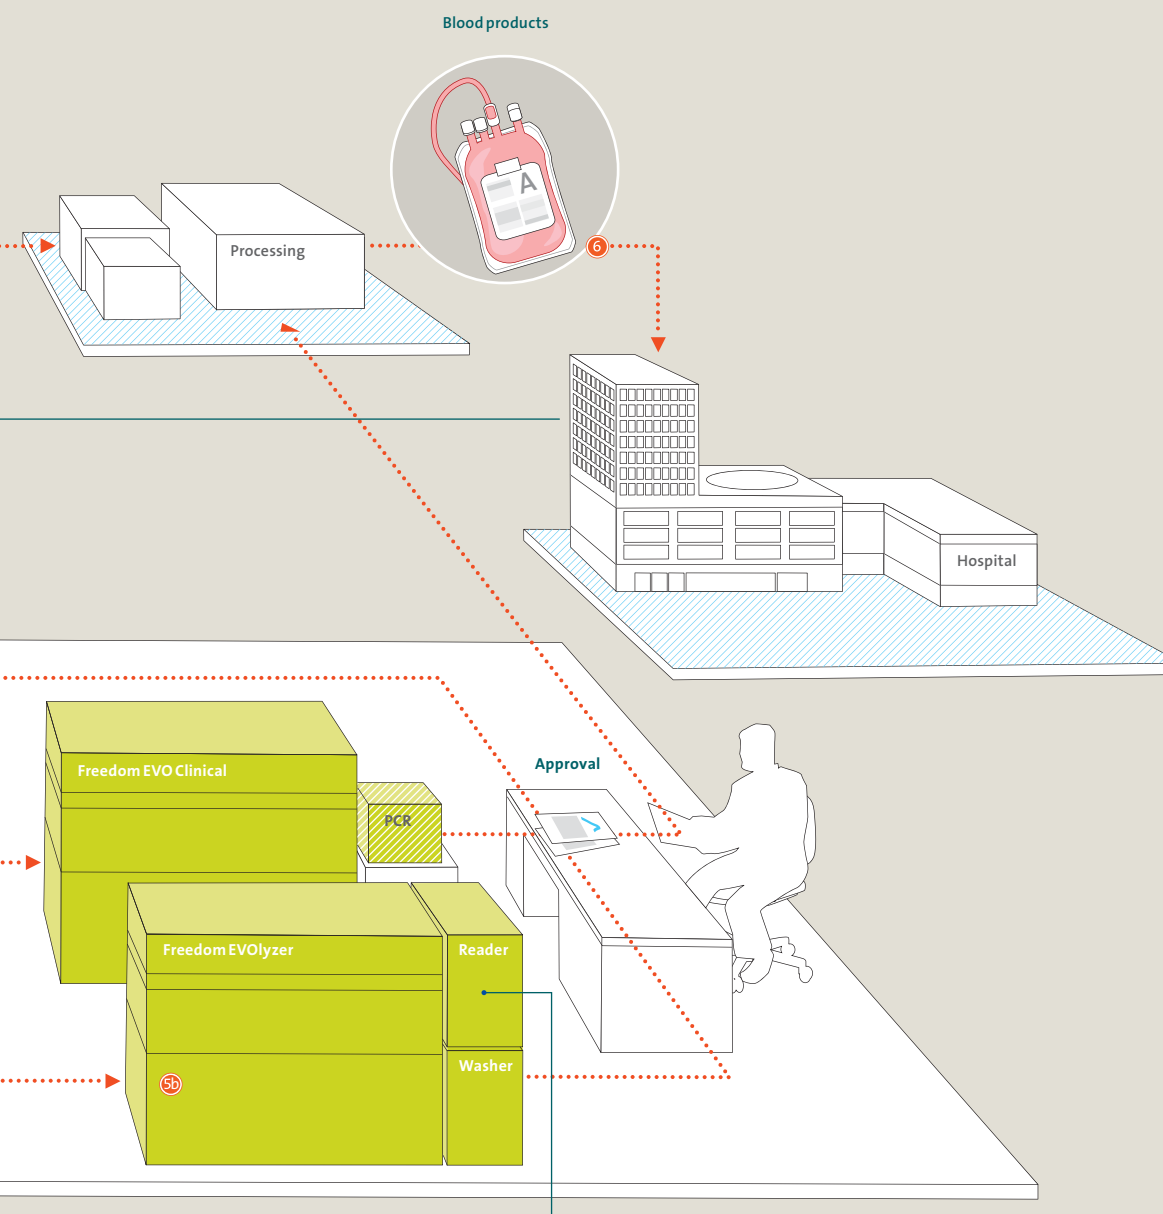 Blood products
A
Processing
6
Hospital
Approval
Freedom EVO Clinical
PCR
Freedom EVOlyzer
Reader
Washer
5b